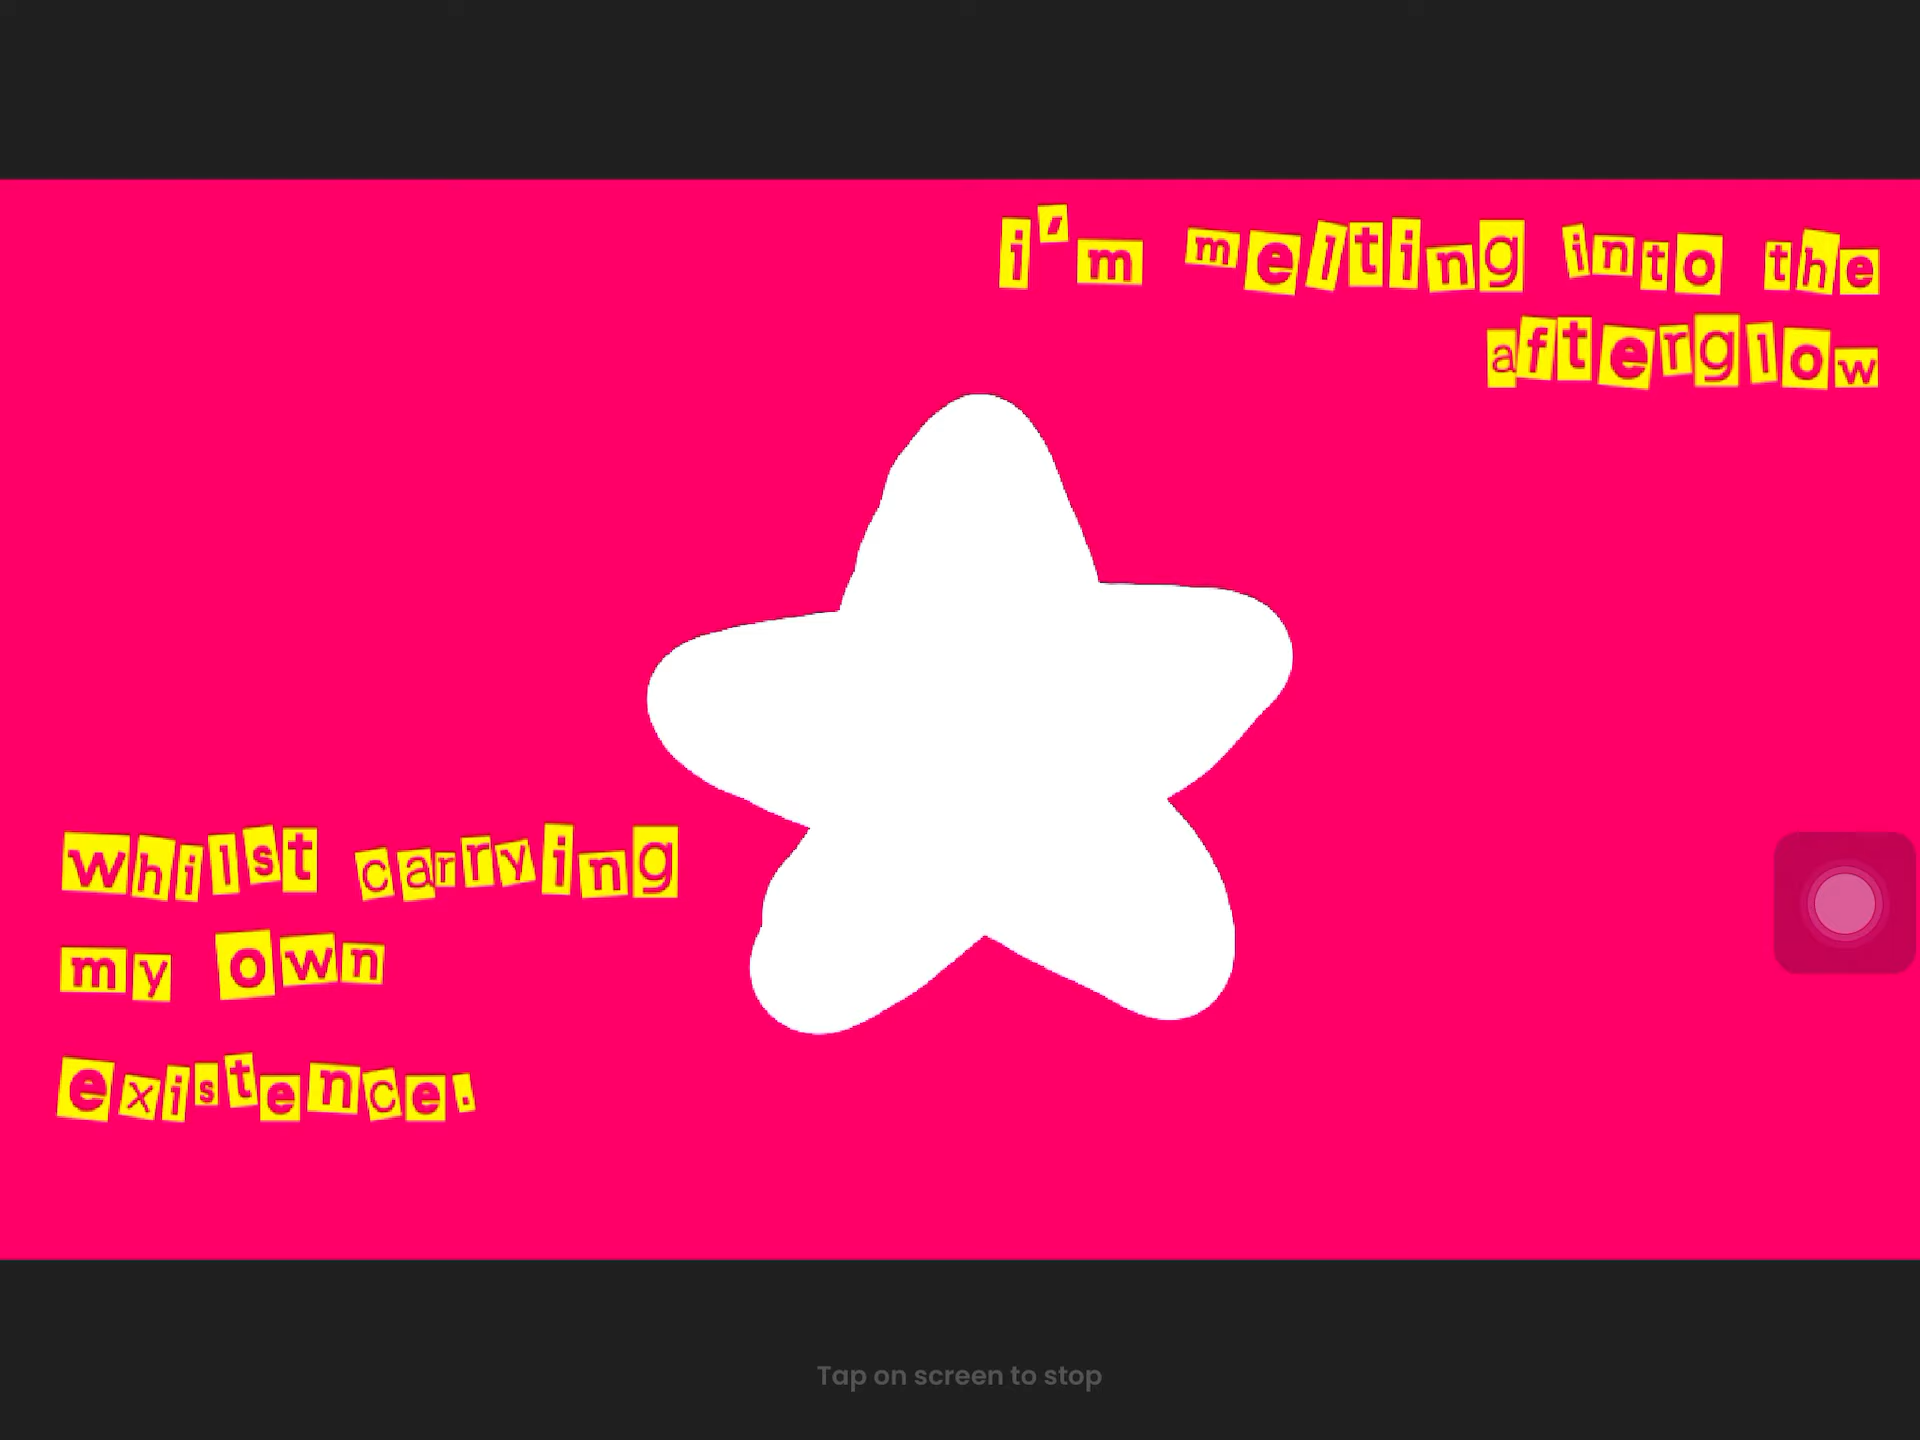 i'm melting into the
afterglow
whilst carrying
my own
existence.
Tap on screen to stop